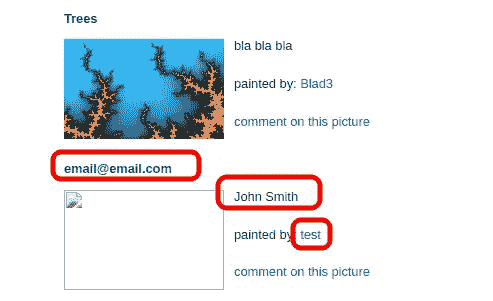 Trees
bla bla bla
painted by: Blad3
comment on this picture
email@email.com
John Smith
painted by: test
comment on this picture